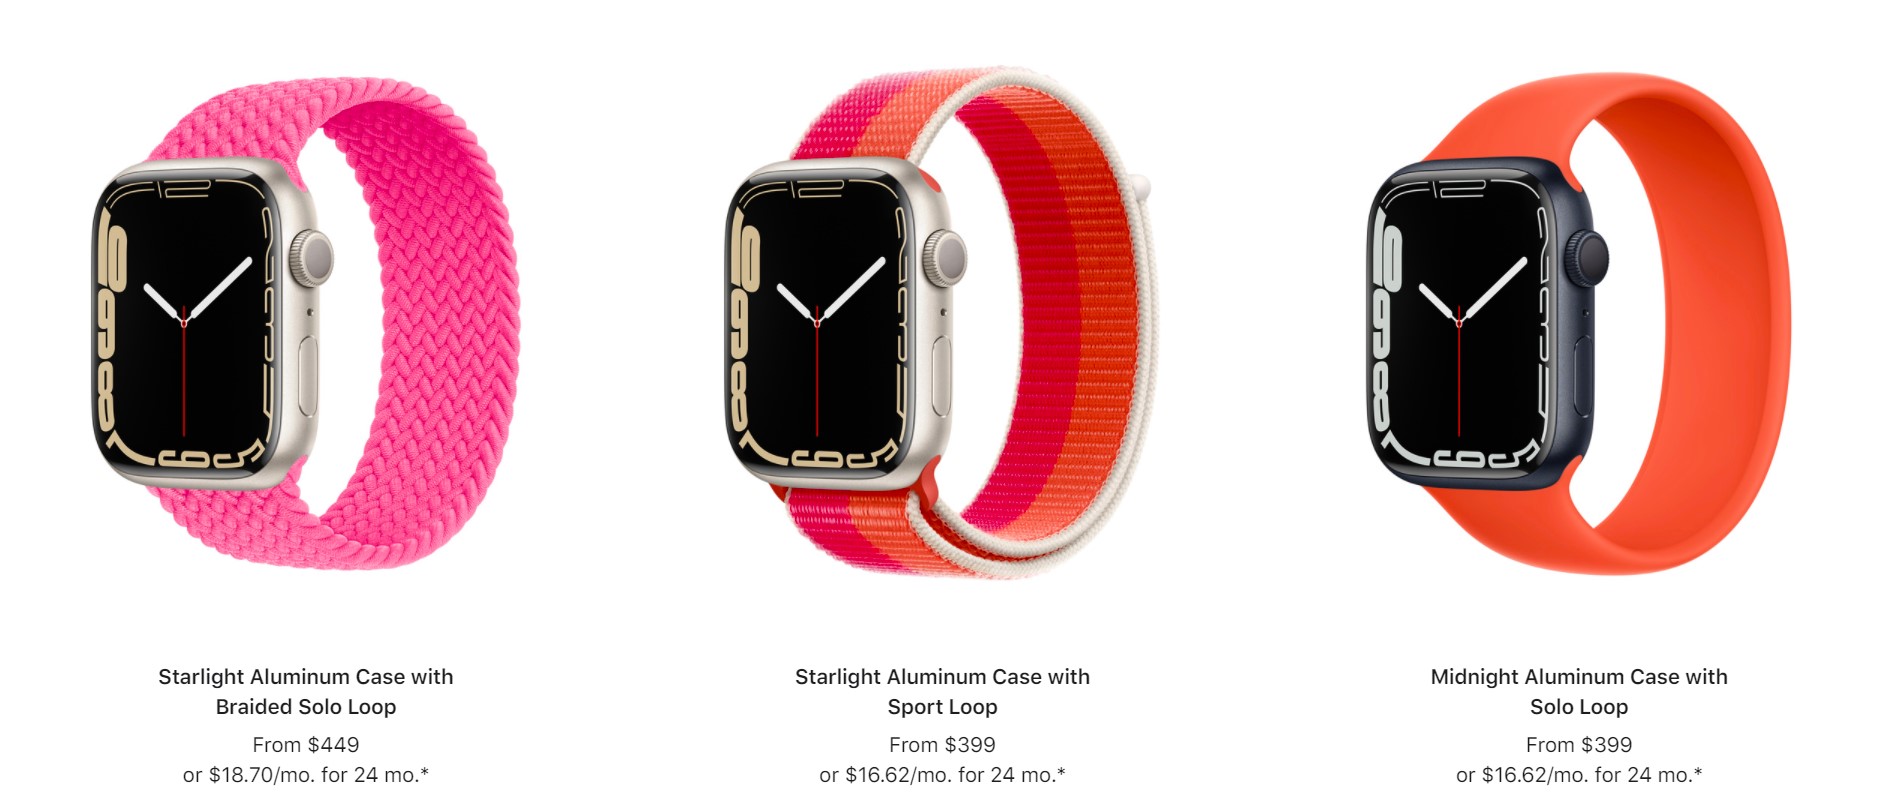 Starlight Aluminum Case with
Braided Solo Loop
From $449
or $18.70/mo. for 24 mo.*
Starlight Aluminum Case with
Sport Loop
From $399
or $16.62/mo. for 24 mo.*
Midnight Aluminum Case with
Solo Loop
From $399
or $16.62/mo. for 24 mo.*